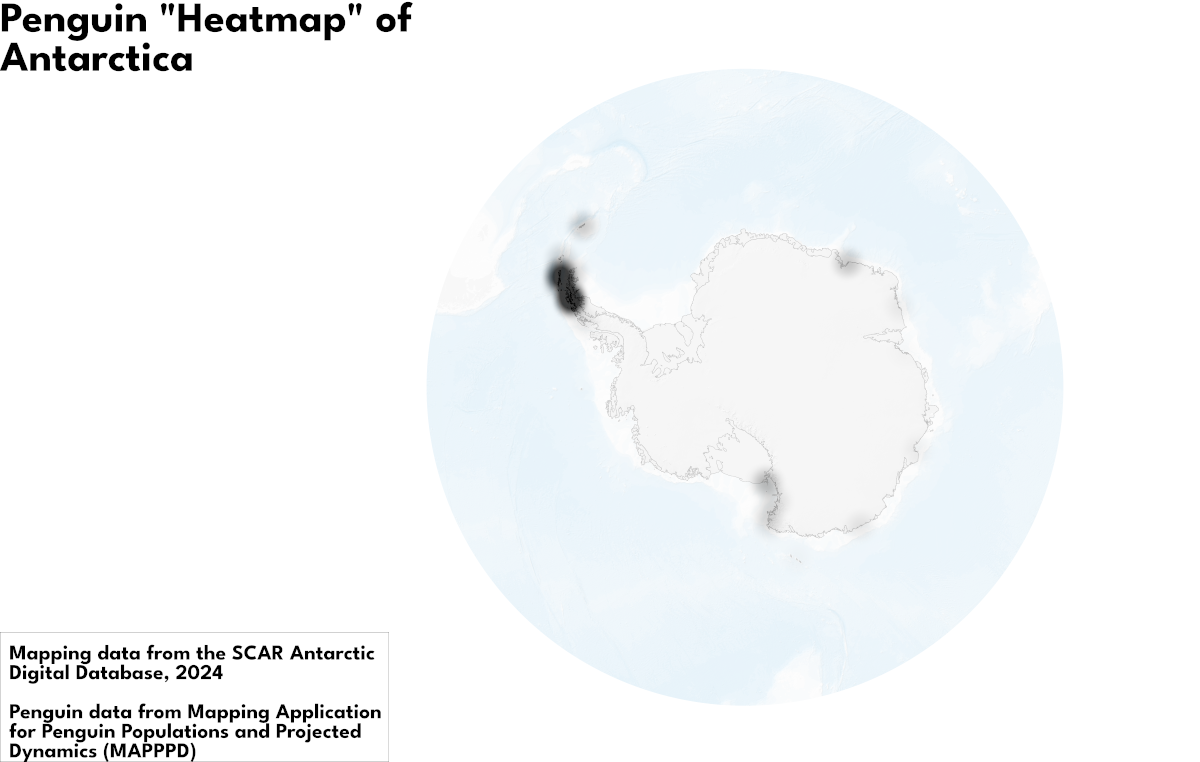 Penguin "Heatmap" of
Antarctica
Mapping data from the SCAR Antarctic
Digital Database, 2024
Penguin data from Mapping Application
for Penguin Populations and Projected
Dynamics (MAPPPD)